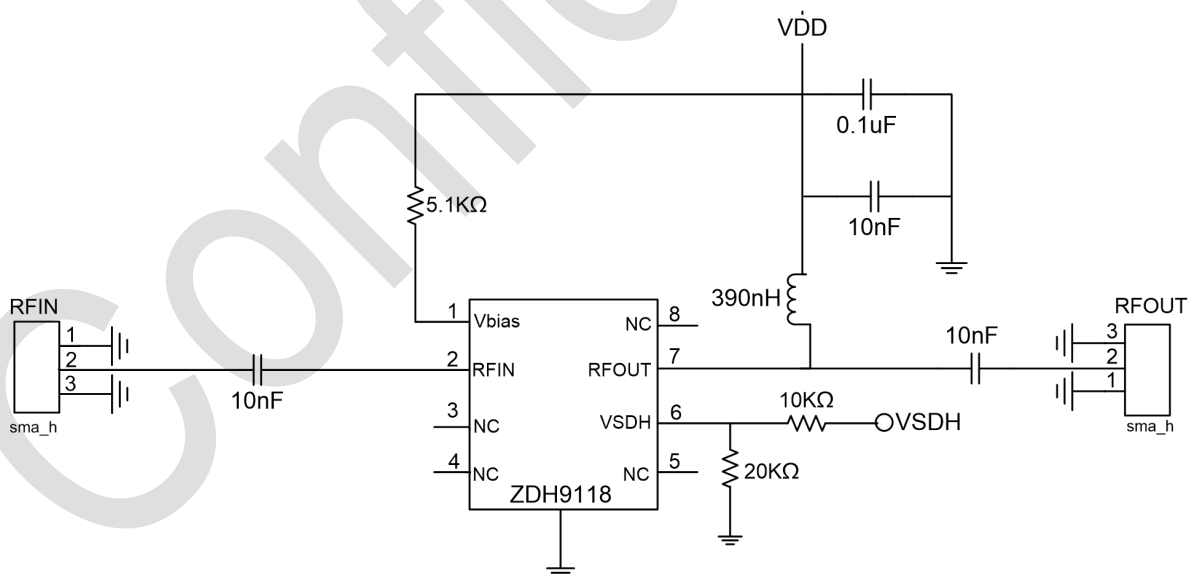 Confi
VDD
0.1uF
5.1KΩ
10nF
390nH
RFIN
1
2
3
sma_h
10nF
1 Vbias
2 RFIN
3 NC
4 NC
NC 8
RFOUT 7
VSDH 6
NC 5
ZDH9118
10KΩ
VSDH
20KΩ
10nF
RFOUT
3
2
1
sma_h